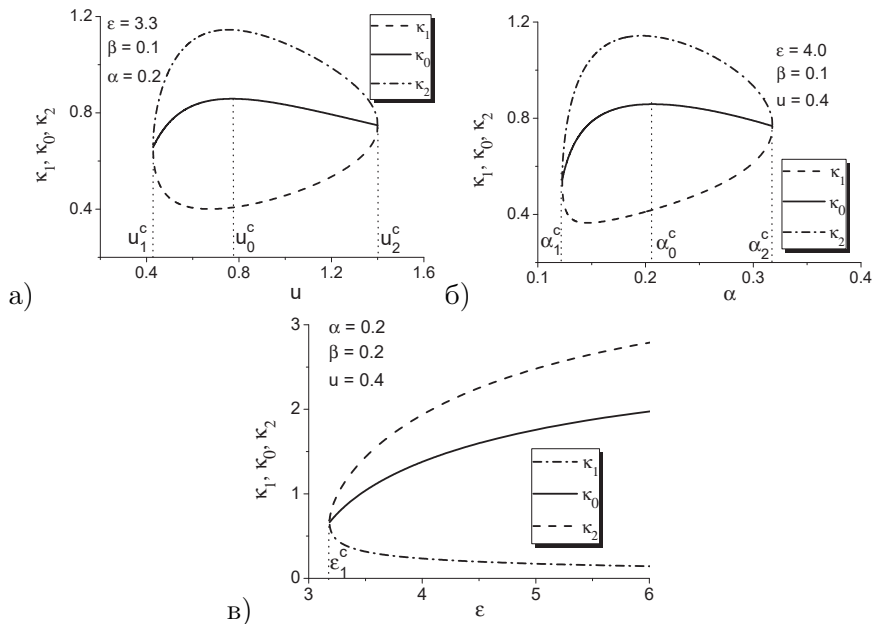 1.2
0.8
0.4
κ₁, κ₀, κ₂
ε = 3.3
β = 0.1
α = 0.2
κ₁
κ₀
κ₂
u₁ᶜ
u₀ᶜ
u₂ᶜ
0.4 0.8 1.2 1.6
u
а)
1.2
0.8
0.4
κ₁, κ₀, κ₂
ε = 4.0
β = 0.1
u = 0.4
κ₁
κ₀
κ₂
α₁ᶜ
α₀ᶜ
α₂ᶜ
0.1 0.2 0.3 0.4
α
б)
3
2
1
0
κ₁, κ₀, κ₂
α = 0.2
β = 0.2
u = 0.4
κ₁
κ₀
κ₂
ε₁ᶜ
3 4 5 6
ε
в)